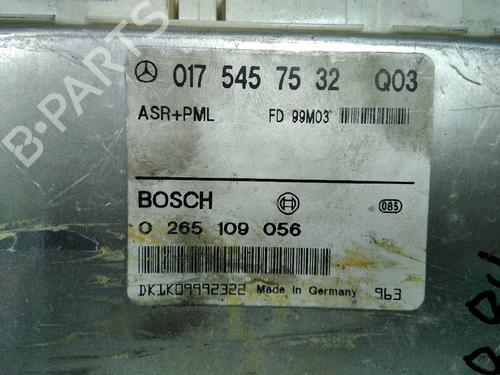 017 545 75 32 Q03
ASR+PML FD 99M03
BOSCH 085
0 265 109 056
DK1K09992322 Made in Germany 963
B-PARTS